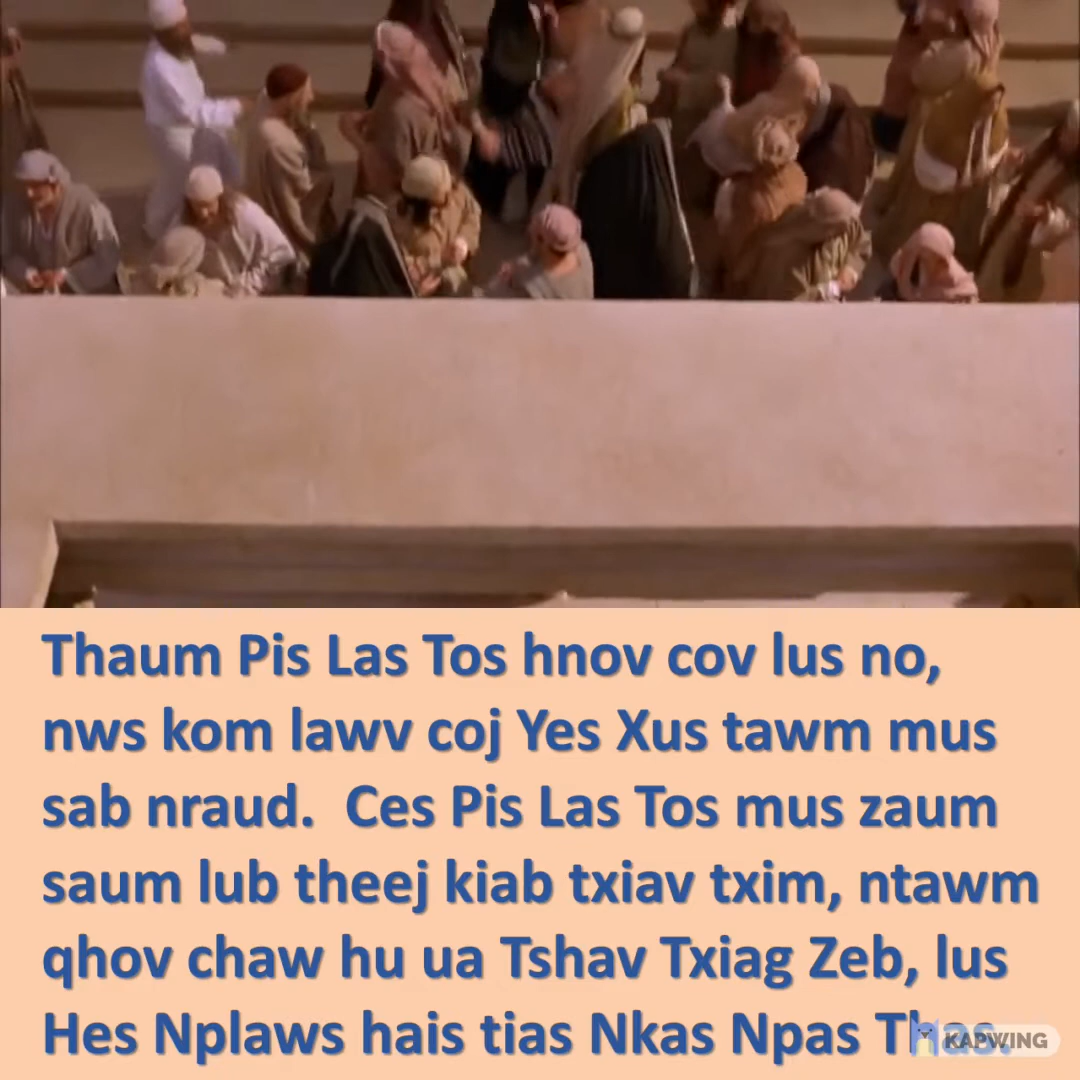 Thaum Pis Las Tos hnov cov lus no,
nws kom lawv coj Yes Xus tawm mus
sab nraud. Ces Pis Las Tos mus zaum
saum lub theej kiab txiav txim, ntawm
qhov chaw hu ua Tshav Txiag Zeb, lus
Hes Nplaws hais tias Nkas Npas Thas.
KAPWING